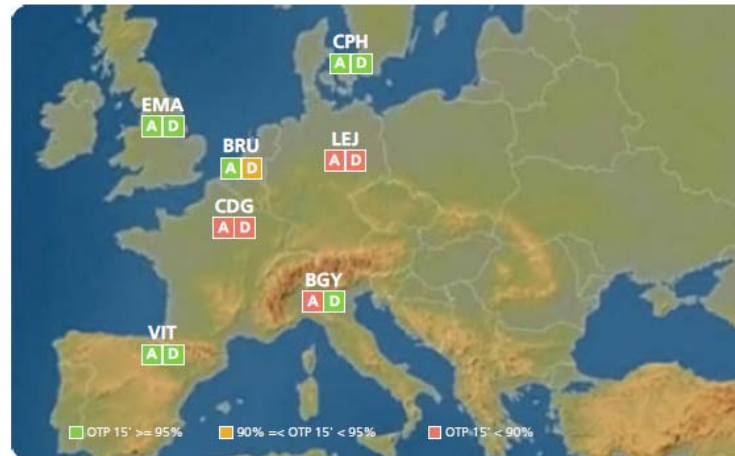 CPH
A D
EMA
A D
BRU
A D
LEJ
A D
CDG
A D
BGY
A D
VIT
A D
OTP 15' >= 95% 90% =< OTP 15' < 95% OTP 15' < 90%